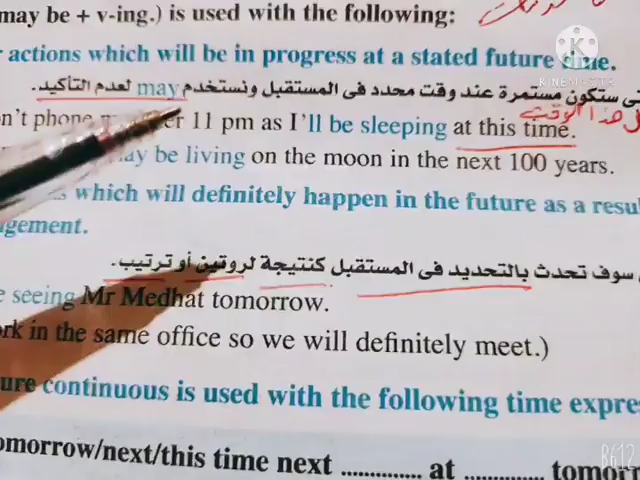 may be + v-ing.) is used with the following:
actions which will be in progress at a stated future time.
ستكون مستمرة عند وقت محدد فى المستقبل ونستخدم may لعدم التأكيد.
هذا الوقت
n't phone 11 pm as I'll be sleeping at this time.
ay be living on the moon in the next 100 years.
which will definitely happen in the future as a resul
gement.
سوف تحدث بالتحديد فى المستقبل كنتيجة لروتين أو ترتيب.
e seeing Mr Medhat tomorrow.
rk in the same office so we will definitely meet.)
ure continuous is used with the following time expre
omorrow/next/this time next .............. at .............. tomor
KINEMASTER
B612